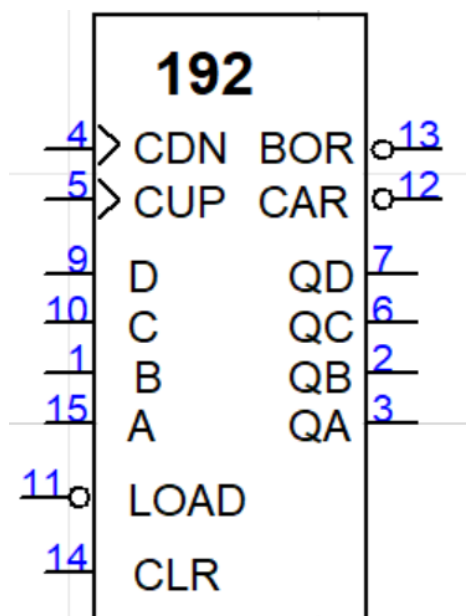 192
4 CDN BOR 13
5 CUP CAR 12
9 D QD 7
10 C QC 6
1 B QB 2
15 A QA 3
11 LOAD
14 CLR